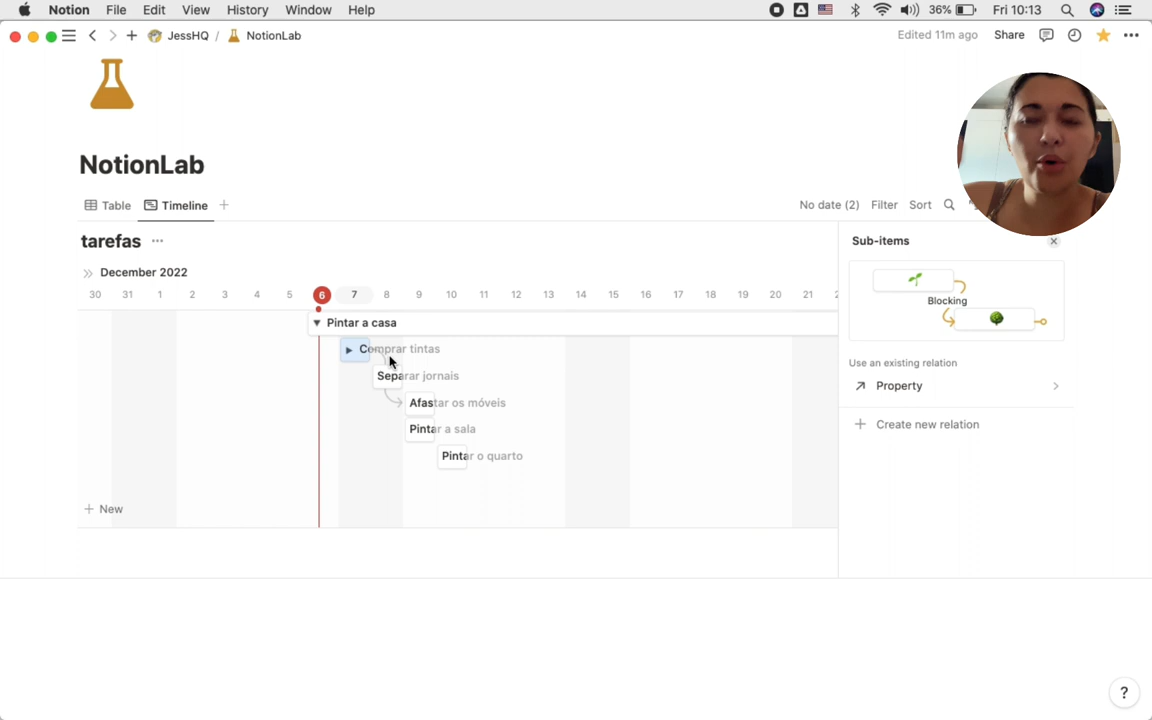 Notion File Edit View History Window Help 36% Fri 10:13
JessHQ / NotionLab Edited 11m ago Share
NotionLab
Table Timeline No date (2) Filter Sort
tarefas Sub-items
December 2022
30 31 1 2 3 4 5 6 7 8 9 10 11 12 13 14 15 16 17 18 19 20 21
Blocking
Pintar a casa
Comprar tintas
Separar jornais
Afastar os móveis
Pintar a sala
Pintar o quarto
New
Use an existing relation
Property
Create new relation
?